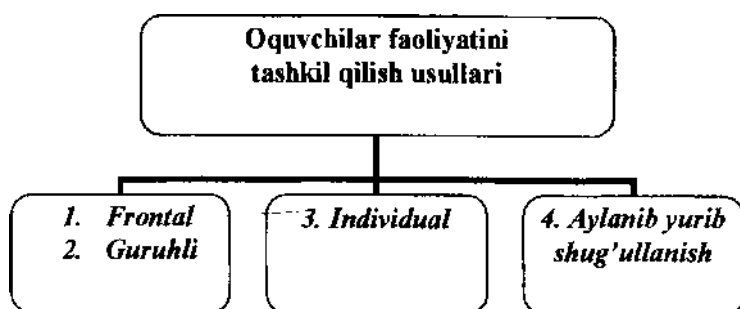 Oquvchilar faoliyatini
tashkil qilish usullari
1. Frontal
2. Guruhli
3. Individual
4. Aylanib yurib
shug'ullanish